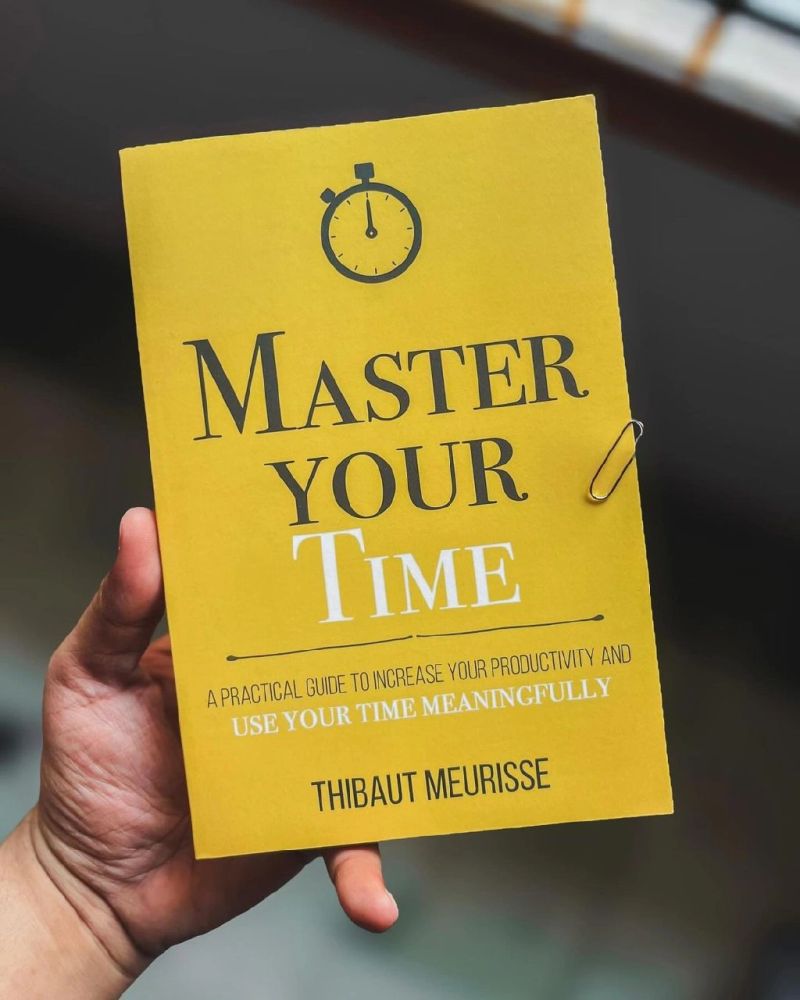 MASTER
YOUR
TIME
A PRACTICAL GUIDE TO INCREASE YOUR PRODUCTIVITY AND
USE YOUR TIME MEANINGFULLY
THIBAUT MEURISSE